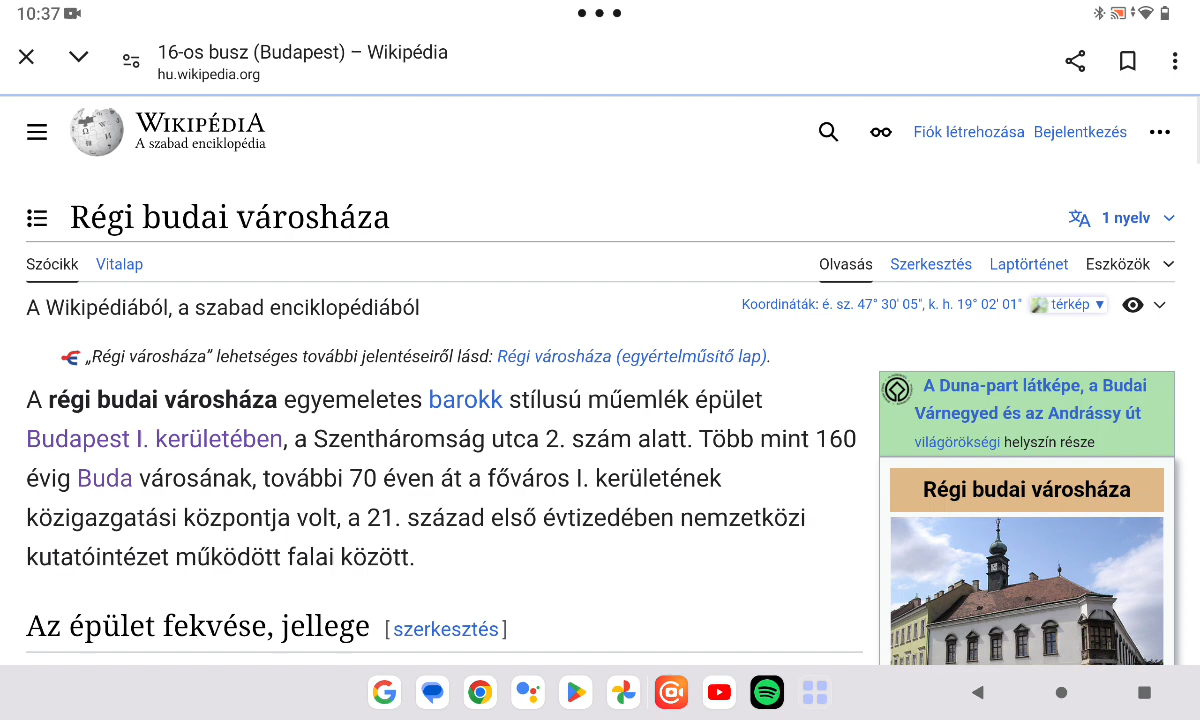 10:37
16-os busz (Budapest) – Wikipédia
hu.wikipedia.org
WIKIPÉDIA
A szabad enciklopédia
Fiók létrehozása Bejelentkezés
Régi budai városháza
1 nyelv
Szócikk Vitalap
Olvasás Szerkesztés Laptörténet Eszközök
A Wikipédiából, a szabad enciklopédiából
Koordináták: é. sz. 47° 30′ 05″, k. h. 19° 02′ 01″ térkép ▼
„Régi városháza” lehetséges további jelentéseiről lásd: Régi városháza (egyértelműsítő lap).
A régi budai városháza egyemeletes barokk stílusú műemlék épület
Budapest I. kerületében, a Szentháromság utca 2. szám alatt. Több mint 160
évig Buda városának, további 70 éven át a főváros I. kerületének
közigazgatási központja volt, a 21. század első évtizedében nemzetközi
kutatóintézet működött falai között.
Az épület fekvése, jellege [szerkesztés]
A Duna-part látképe, a Budai
Várnegyed és az Andrássy út
világörökségi helyszín része
Régi budai városháza